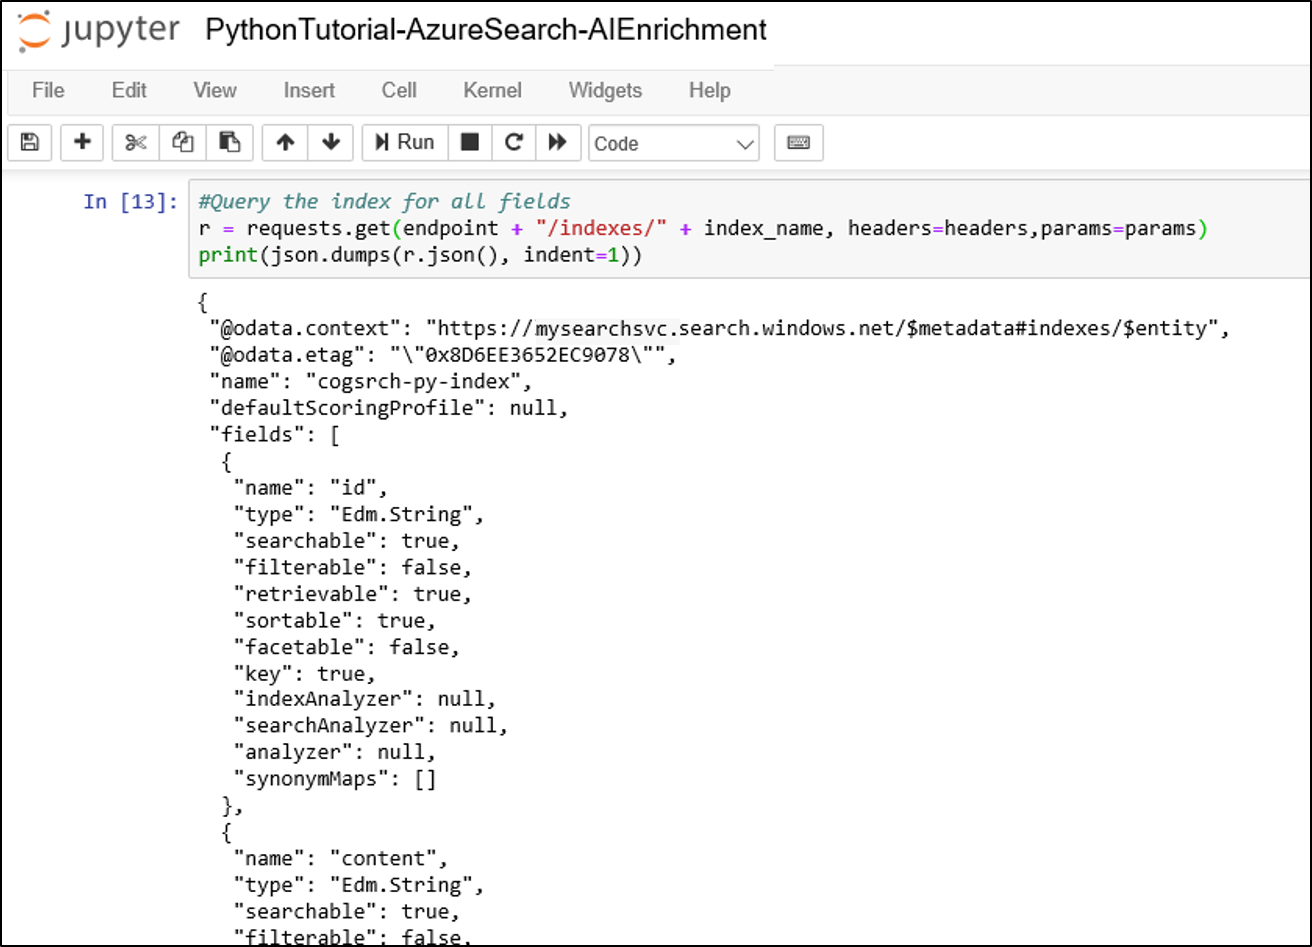 jupyter PythonTutorial-AzureSearch-AIEnrichment
File Edit View Insert Cell Kernel Widgets Help
Run Code
In [13]: #Query the index for all fields
r = requests.get(endpoint + "/indexes/" + index_name, headers=headers,params=params)
print(json.dumps(r.json(), indent=1))
{
 "@odata.context": "https://mysearchsvc.search.windows.net/$metadata#indexes/$entity",
 "@odata.etag": "\"0x8D6EE3652EC9078\"",
 "name": "cogsrch-py-index",
 "defaultScoringProfile": null,
 "fields": [
  {
   "name": "id",
   "type": "Edm.String",
   "searchable": true,
   "filterable": false,
   "retrievable": true,
   "sortable": true,
   "facetable": false,
   "key": true,
   "indexAnalyzer": null,
   "searchAnalyzer": null,
   "analyzer": null,
   "synonymMaps": []
  },
  {
   "name": "content",
   "type": "Edm.String",
   "searchable": true,
   "filterable": false,